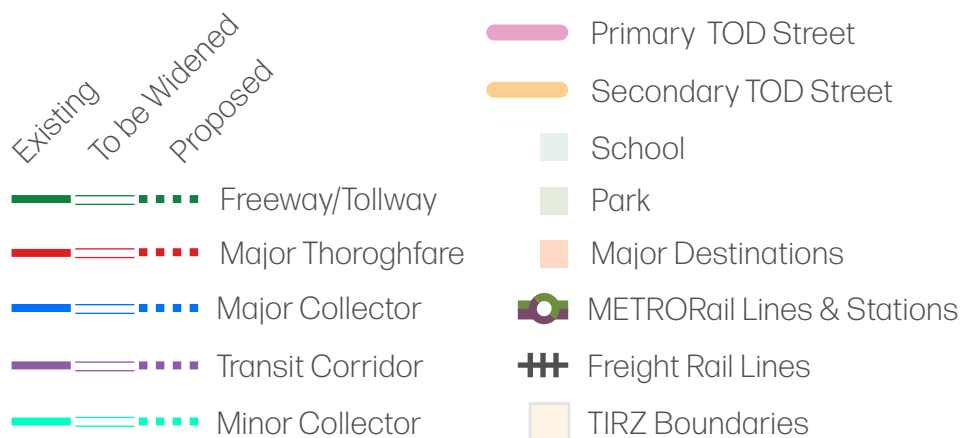 Existing
To be Widened
Proposed
Freeway/Tollway
Major Thoroghfare
Major Collector
Transit Corridor
Minor Collector
Primary TOD Street
Secondary TOD Street
School
Park
Major Destinations
METRORail Lines & Stations
Freight Rail Lines
TIRZ Boundaries